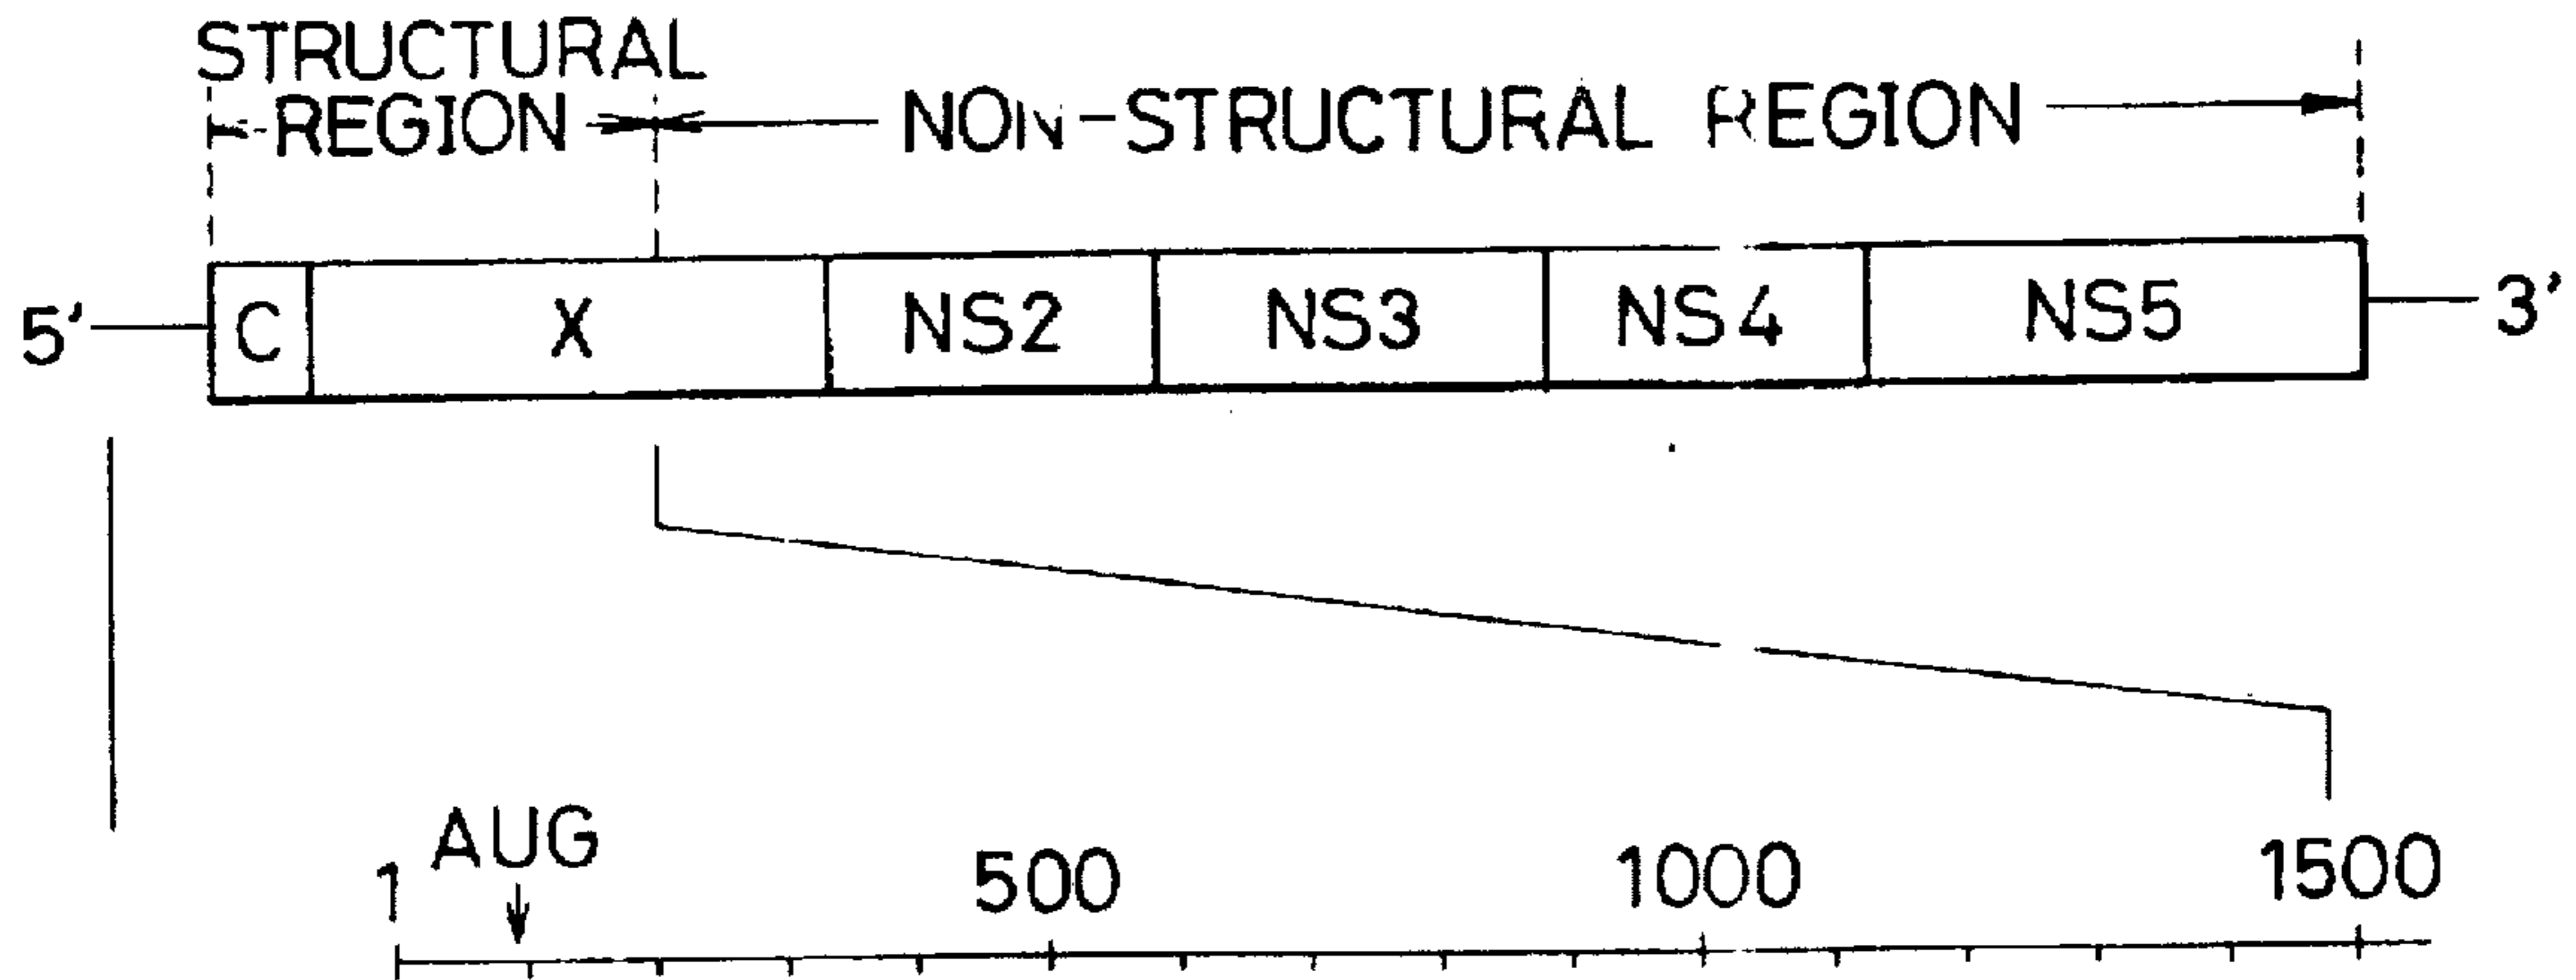 STRUCTURAL
REGION
NON-STRUCTURAL REGION
5' C X NS2 NS3 NS4 NS5 3'
AUG
1 500 1000 1500